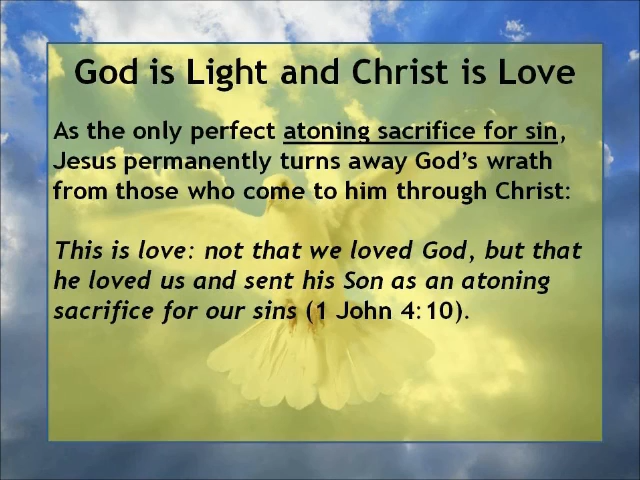 God is Light and Christ is Love
As the only perfect atoning sacrifice for sin,
Jesus permanently turns away God's wrath
from those who come to him through Christ:
This is love: not that we loved God, but that
he loved us and sent his Son as an atoning
sacrifice for our sins (1 John 4:10).